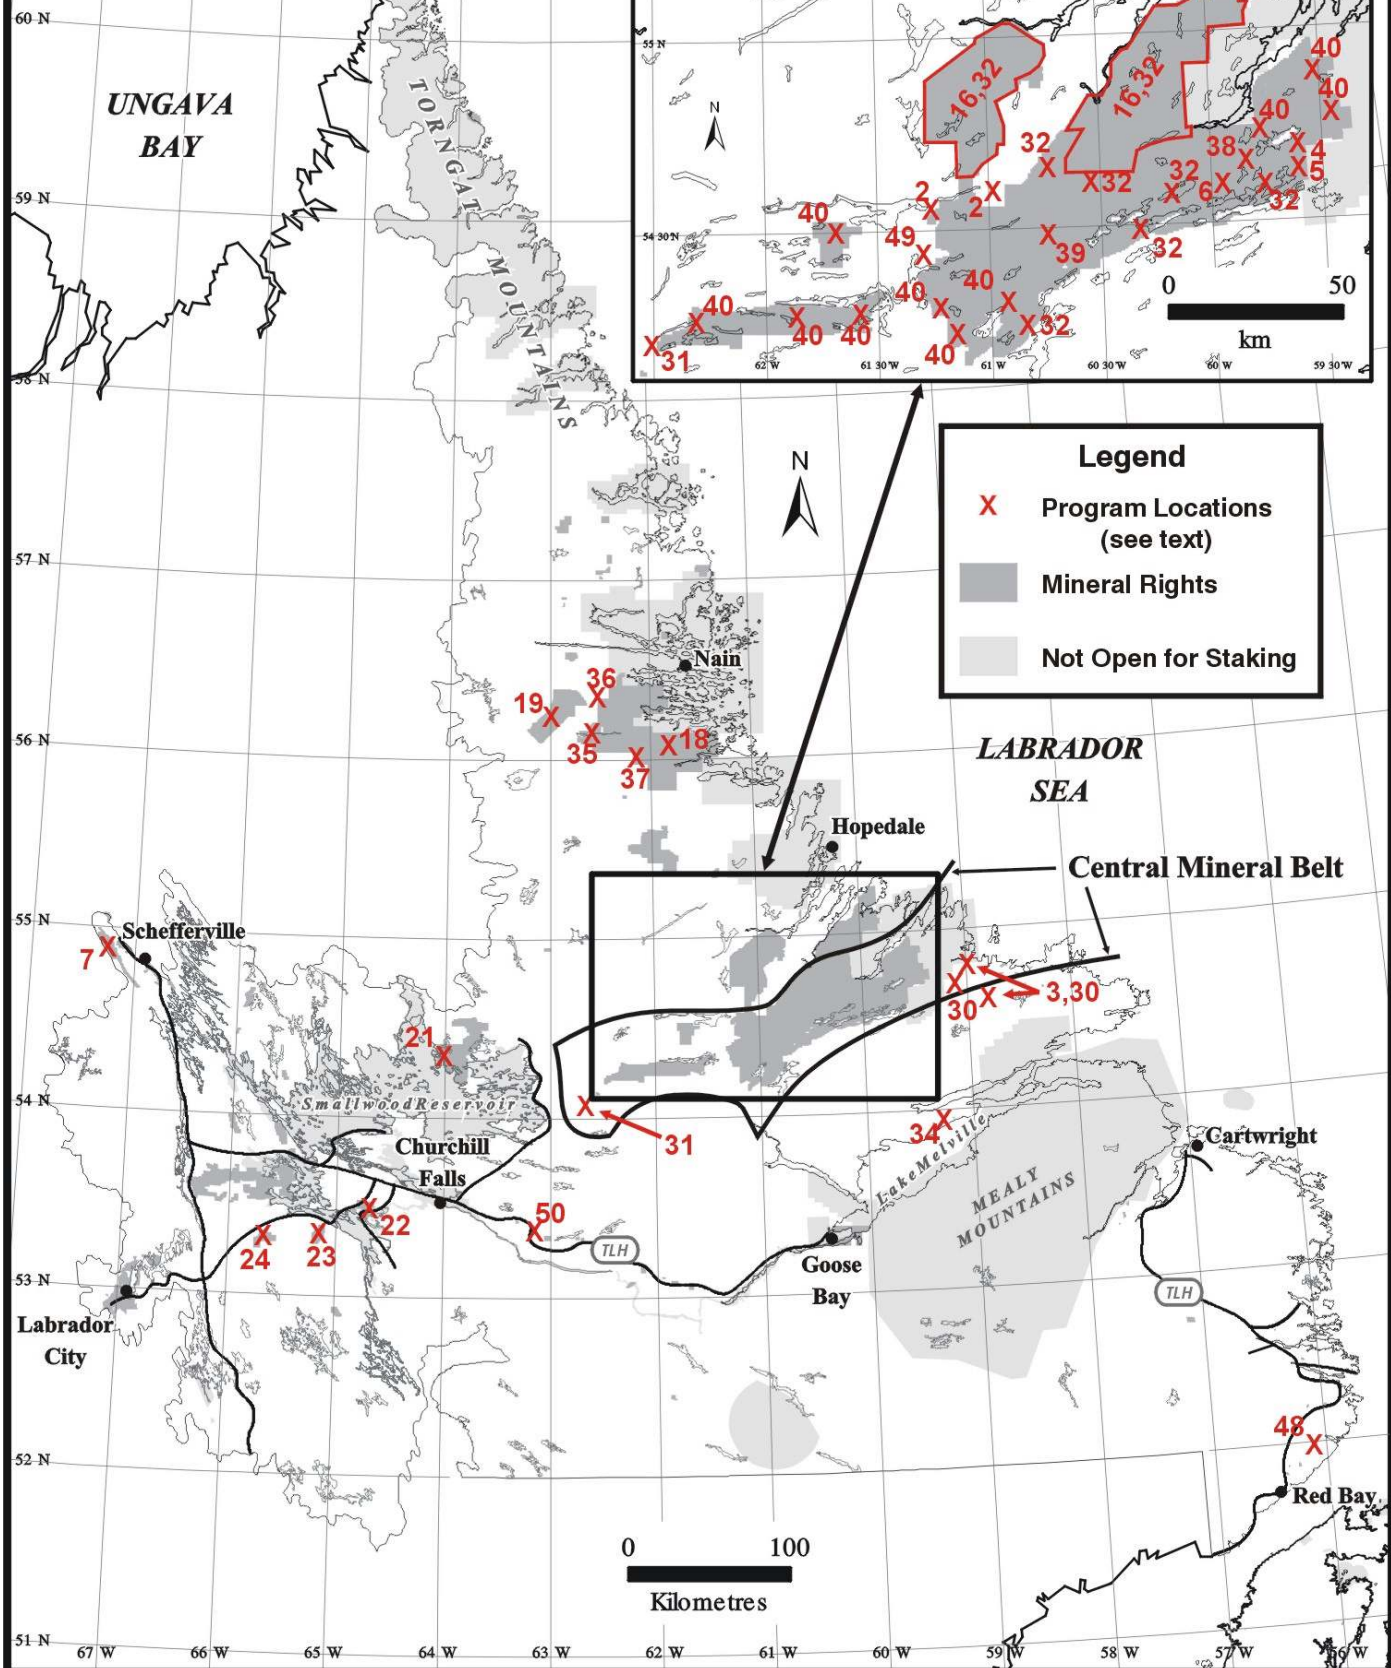 60 N
UNGAVA
BAY
TORNGAT
MOUNTAINS
59 N
58 N
57 N
56 N
55 N
54 N
53 N
52 N
51 N
55 N
54 30'N
N
16,32
16,32
40
40
40
38
4
5
32
32
32
6
32
2
2
40
49
39
32
40
40
40
40
40
32
40
31
0 50
km
62 W
61 30'W
61 W
60 30'W
60 W
59 30'W
Legend
X Program Locations
(see text)
Mineral Rights
Not Open for Staking
N
Nain
36
19
35
18
37
LABRADOR
SEA
Hopedale
Central Mineral Belt
Schefferville
7
3,30
30
21
Smallwood Reservoir
31
34
Lake Melville
Churchill
Falls
Cartwright
MEALY
MOUNTAINS
50
22
24
23
TLH
Goose
Bay
TLH
Labrador
City
48
Red Bay
0 100
Kilometres
67 W
66 W
65 W
64 W
63 W
62 W
61 W
60 W
59 W
58 W
57 W
56 W